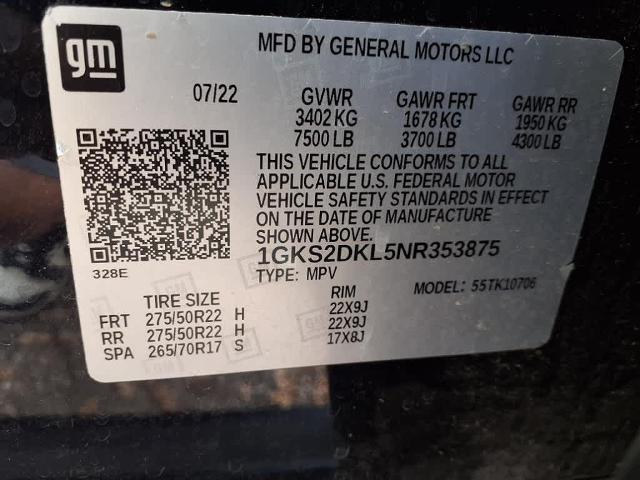 gm
MFD BY GENERAL MOTORS LLC
07/22 GVWR GAWR FRT GAWR RR
3402 KG 1678 KG 1950 KG
7500 LB 3700 LB 4300 LB
THIS VEHICLE CONFORMS TO ALL
APPLICABLE U.S. FEDERAL MOTOR
VEHICLE SAFETY STANDARDS IN EFFECT
ON THE DATE OF MANUFACTURE
SHOWN ABOVE.
1GKS2DKL5NR353875
328E TYPE: MPV MODEL: 55TK10706
TIRE SIZE RIM
FRT 275/50R22 H 22X9J
RR 275/50R22 H 22X9J
SPA 265/70R17 S 17X8J